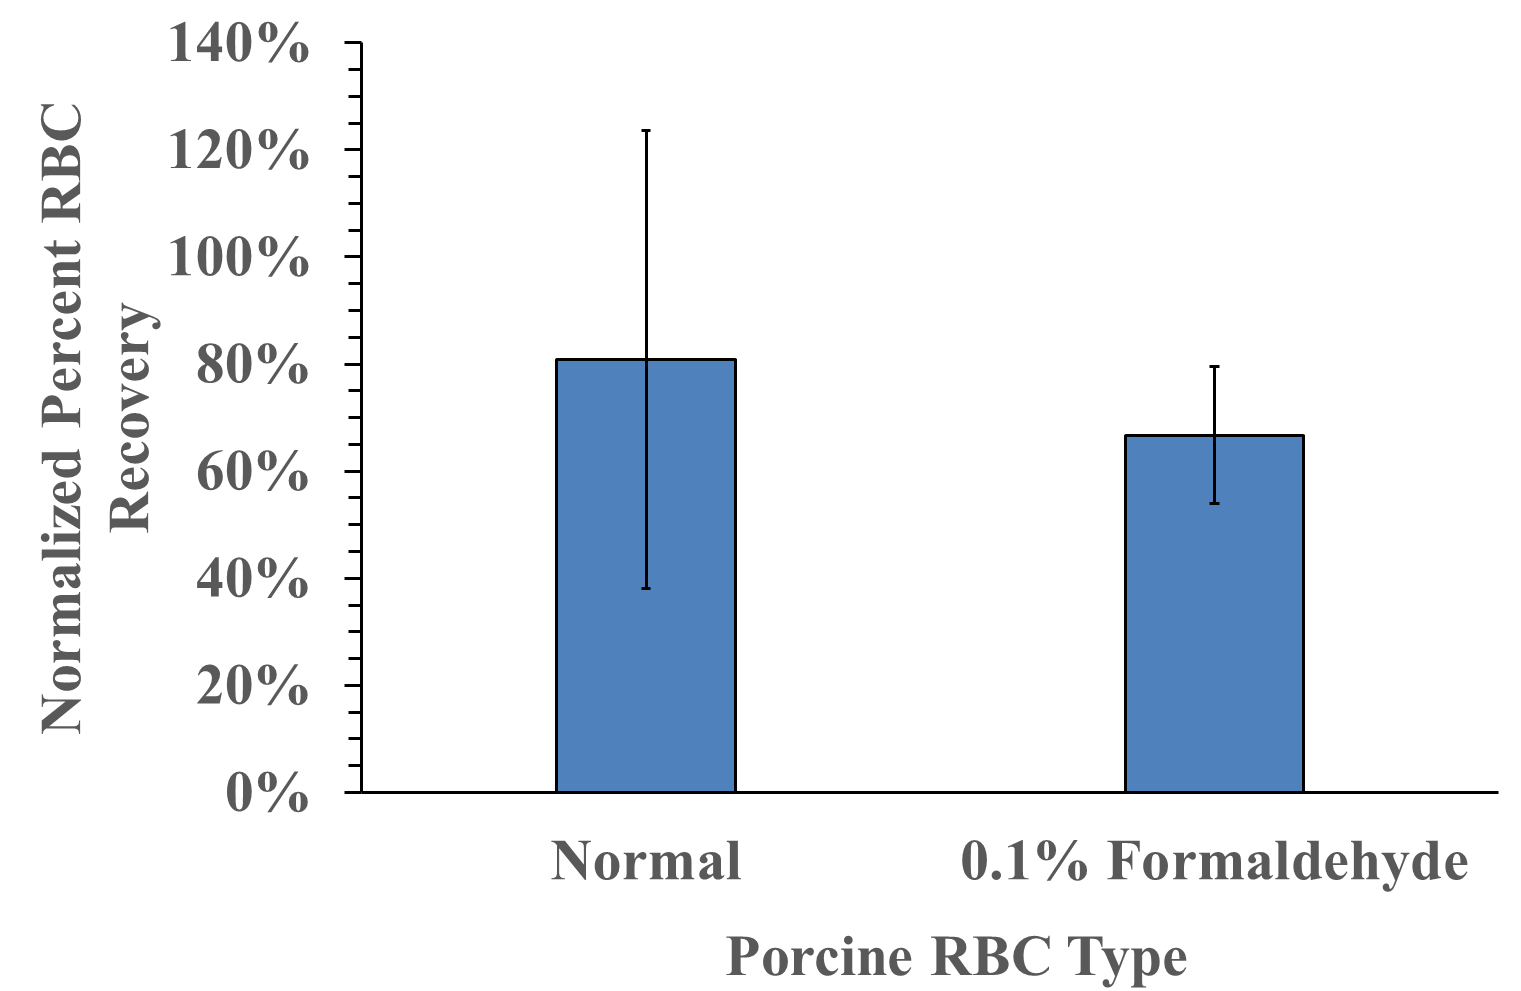 Normalized Percent RBC
Recovery
140%
120%
100%
80%
60%
40%
20%
0%
Normal
0.1% Formaldehyde
Porcine RBC Type